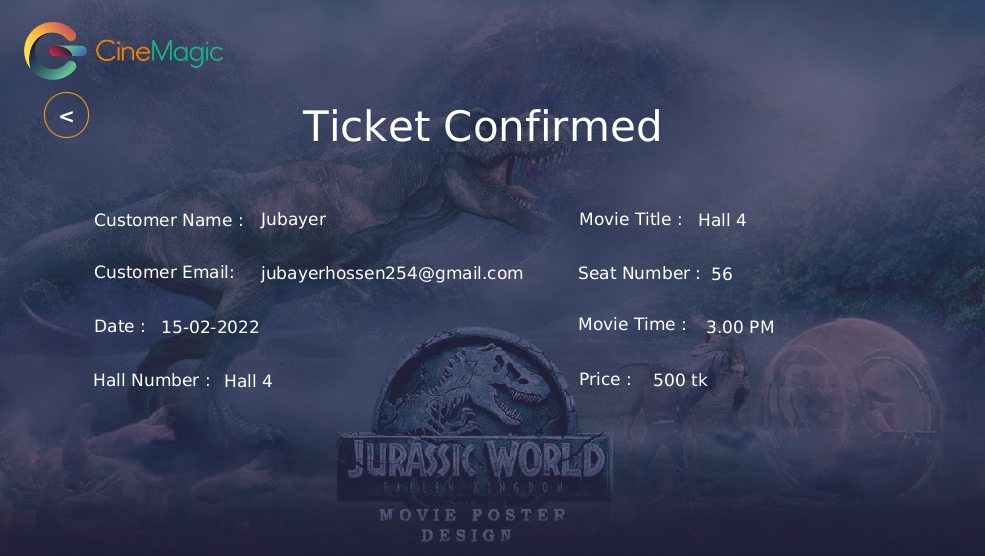 CineMagic
<
Ticket Confirmed
Customer Name : Jubayer
Movie Title : Hall 4
Customer Email: jubayerhossen254@gmail.com
Seat Number : 56
Date : 15-02-2022
Movie Time : 3.00 PM
Hall Number : Hall 4
Price : 500 tk
JURASSIC WORLD
FALLEN KINGDOM
MOVIE POSTER
DESIGN